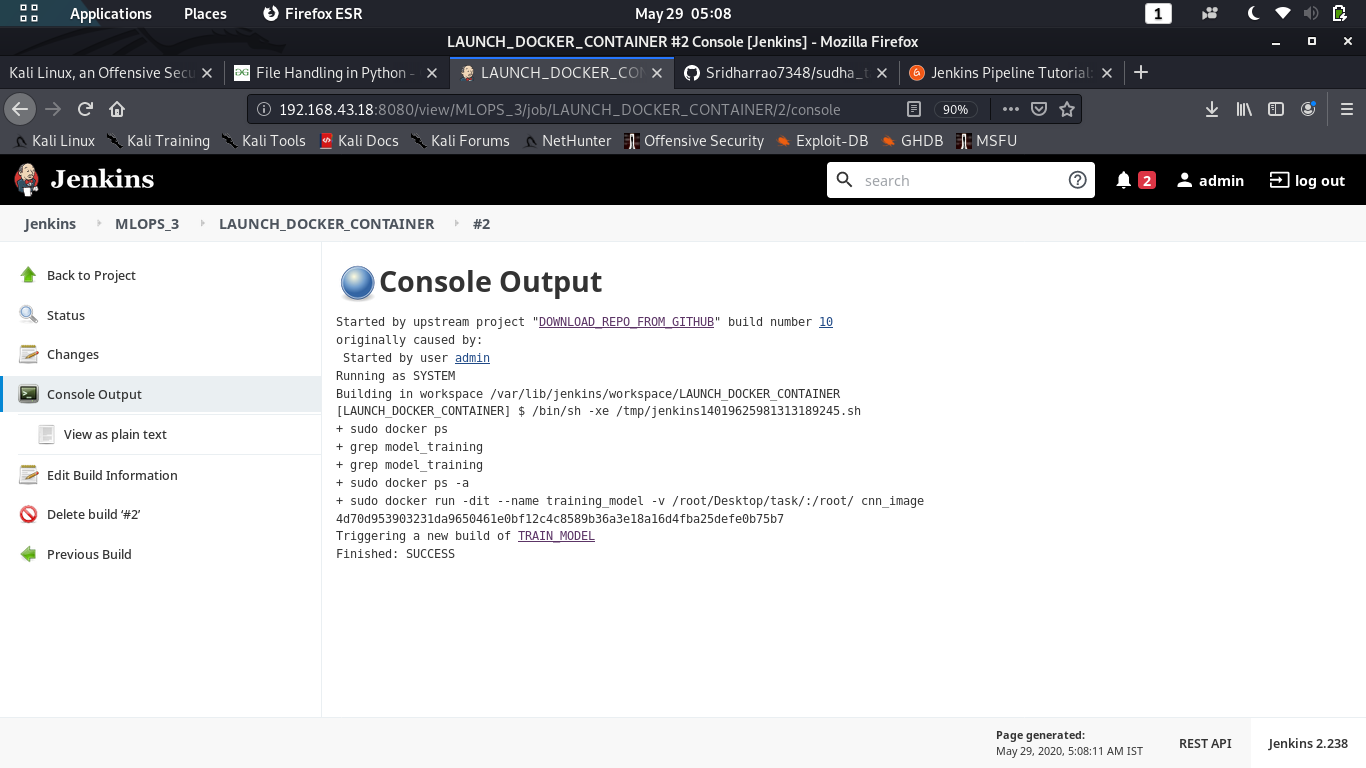 Applications Places Firefox ESR May 29 05:08 1
LAUNCH_DOCKER_CONTAINER #2 Console [Jenkins] - Mozilla Firefox
Kali Linux, an Offensive Secu File Handling in Python - LAUNCH_DOCKER_CON Sridharrao7348/sudha_t Jenkins Pipeline Tutorial:
192.168.43.18:8080/view/MLOPS_3/job/LAUNCH_DOCKER_CONTAINER/2/console 90%
Kali Linux Kali Training Kali Tools Kali Docs Kali Forums NetHunter Offensive Security Exploit-DB GHDB MSFU
Jenkins search 2 admin log out
Jenkins MLOPS_3 LAUNCH_DOCKER_CONTAINER #2
Back to Project
Status
Changes
Console Output
View as plain text
Edit Build Information
Delete build ‘#2’
Previous Build
Console Output
Started by upstream project "DOWNLOAD_REPO_FROM_GITHUB" build number 10
originally caused by:
Started by user admin
Running as SYSTEM
Building in workspace /var/lib/jenkins/workspace/LAUNCH_DOCKER_CONTAINER
[LAUNCH_DOCKER_CONTAINER] $ /bin/sh -xe /tmp/jenkins14019625981313189245.sh
+ sudo docker ps
+ grep model_training
+ grep model_training
+ sudo docker ps -a
+ sudo docker run -dit --name training_model -v /root/Desktop/task/:/root/ cnn_image
4d70d953903231da9650461e0bf12c4c8589b36a3e18a16d4fba25defe0b75b7
Triggering a new build of TRAIN_MODEL
Finished: SUCCESS
Page generated:
May 29, 2020, 5:08:11 AM IST
REST API Jenkins 2.238